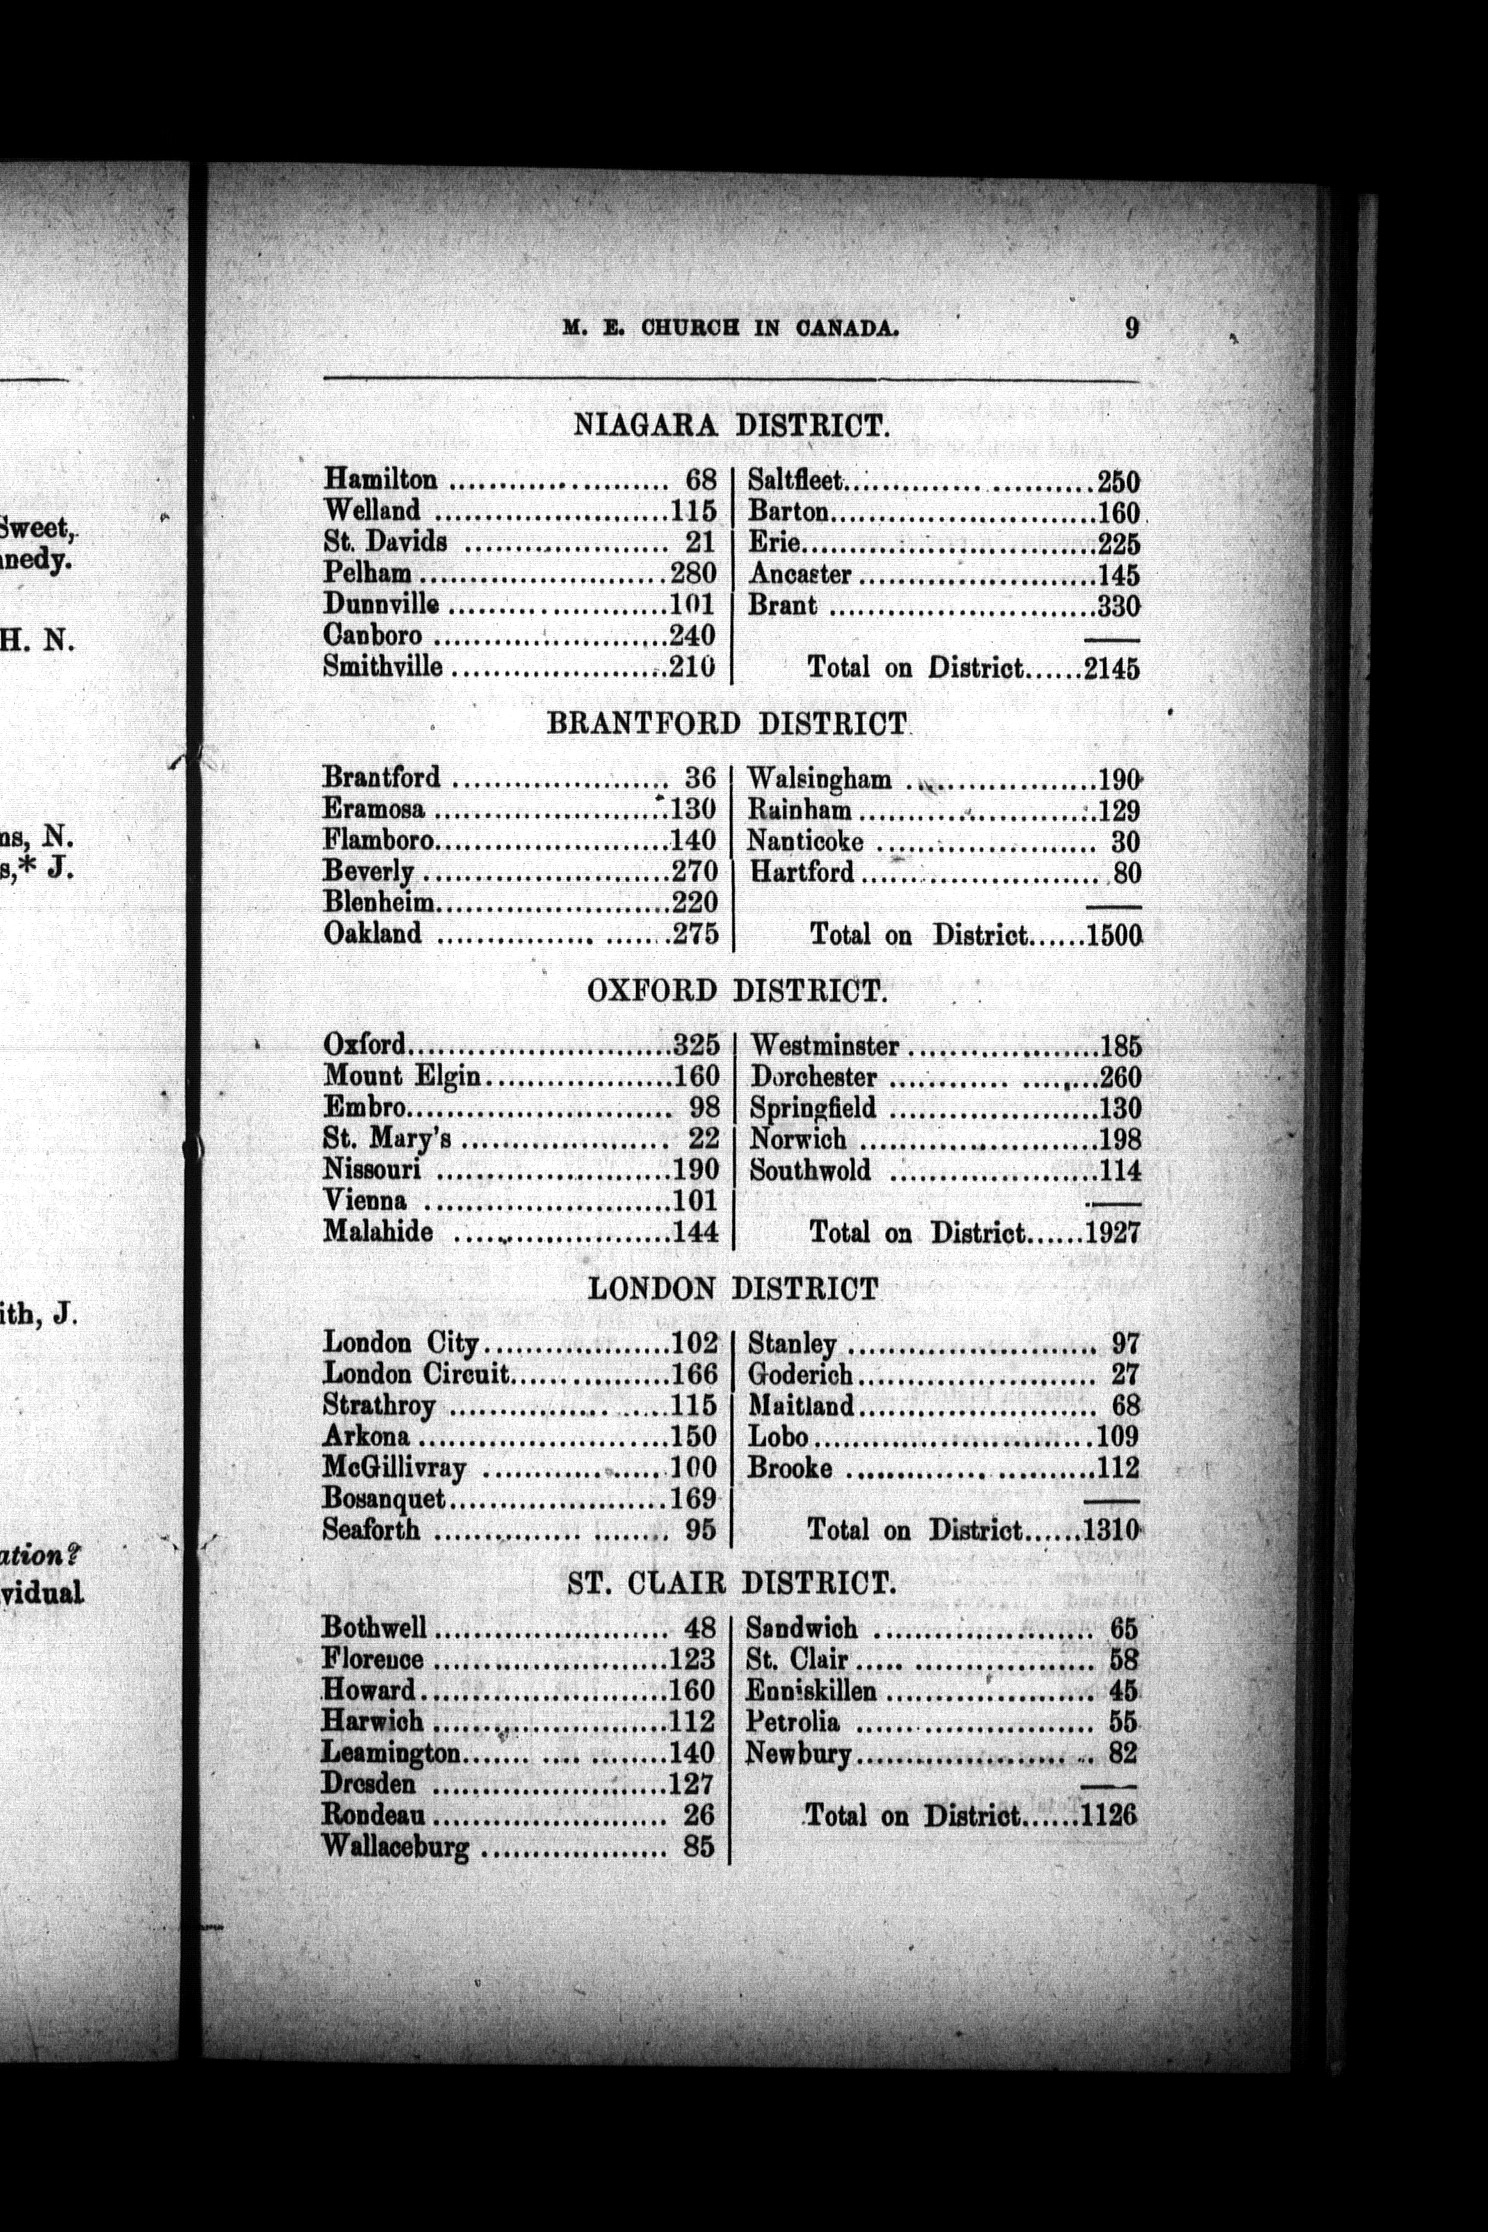 M. E. CHURCH IN CANADA. 9
NIAGARA DISTRICT.
Hamilton ........................ 68
Welland ........................115
St. Davids .................... 21
Pelham.........................280
Dunnville ......................101
Canboro ........................240
Smithville ......................210
Saltfleet.........................250
Barton...........................160
Erie..............................225
Ancaster ........................145
Brant ...........................330
Total on District......2145
BRANTFORD DISTRICT
Brantford ...................... 36
Eramosa ........................130
Flamboro........................140
Beverly .........................270
Blenheim........................220
Oakland ........................275
Walsingham ...................190
Rainham ........................129
Nanticoke ...................... 30
Hartford ........................ 80
Total on District......1500
OXFORD DISTRICT.
Oxford...........................325
Mount Elgin...................160
Embro........................... 98
St. Mary's ..................... 22
Nissouri ........................190
Vienna .........................101
Malahide ......................144
Westminster ...................185
Dorchester .....................260
Springfield .....................130
Norwich ........................198
Southwold .....................114
Total on District......1927
LONDON DISTRICT
London City...................102
London Circuit................166
Strathroy ......................115
Arkona .........................150
McGillivray ...................100
Bosanquet......................169
Seaforth ........................ 95
Stanley ......................... 97
Goderich........................ 27
Maitland........................ 68
Lobo............................109
Brooke .........................112
Total on District......1310
ST. CLAIR DISTRICT.
Bothwell........................ 48
Florence ........................123
Howard.........................160
Harwich ........................112
Leamington.....................140
Dresden ........................127
Rondeau ........................ 26
Wallaceburg ................... 85
Sandwich ...................... 65
St. Clair ........................ 58
Enniskillen ..................... 45
Petrolia ........................ 55
Newbury........................ 82
Total on District......1126
Sweet,
H. N.
N.
J.
J.